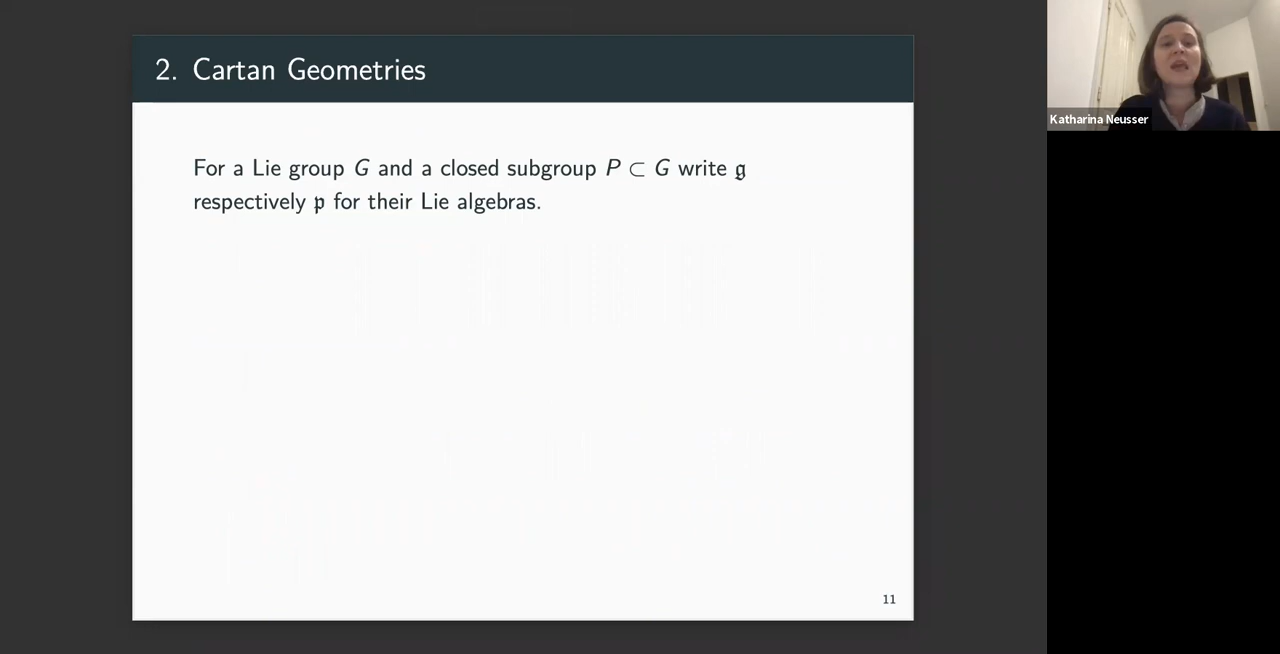 2. Cartan Geometries
For a Lie group G and a closed subgroup P ⊂ G write 𝔤
respectively 𝔭 for their Lie algebras.
11
Katharina Neusser